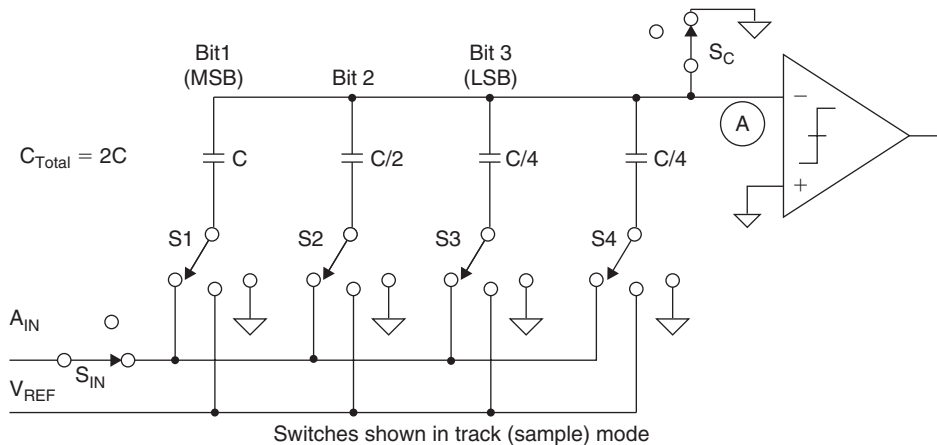 Bit1
(MSB)
Bit 2
Bit 3
(LSB)
S_C
A
−
+
C_Total = 2C
C
C/2
C/4
C/4
S1
S2
S3
S4
A_IN
S_IN
V_REF
Switches shown in track (sample) mode